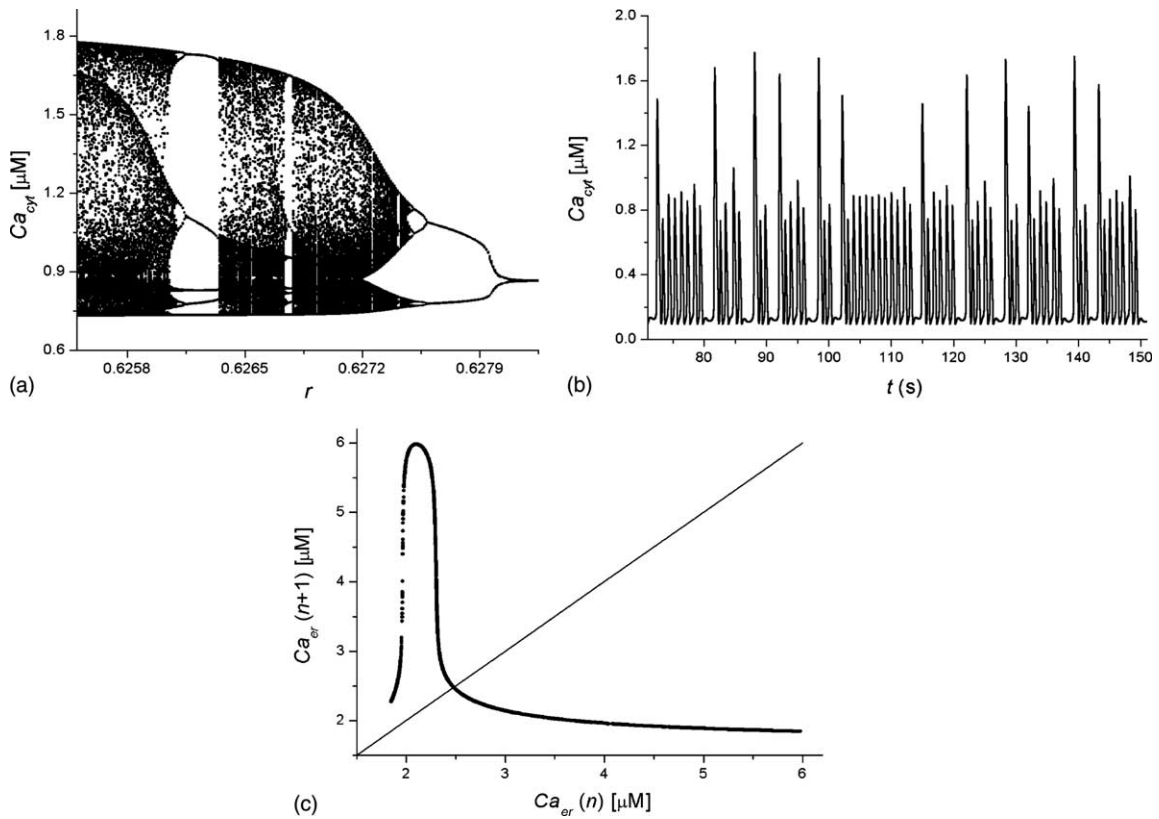 1.8
1.5
1.2
0.9
0.6
Ca_cyt [µM]
0.6258 0.6265 0.6272 0.6279
r
(a)
2.0
1.6
1.2
0.8
0.4
0.0
Ca_cyt [µM]
80 90 100 110 120 130 140 150
t (s)
(b)
6
5
4
3
2
Ca_er (n+1) [µM]
2 3 4 5 6
Ca_er (n) [µM]
(c)